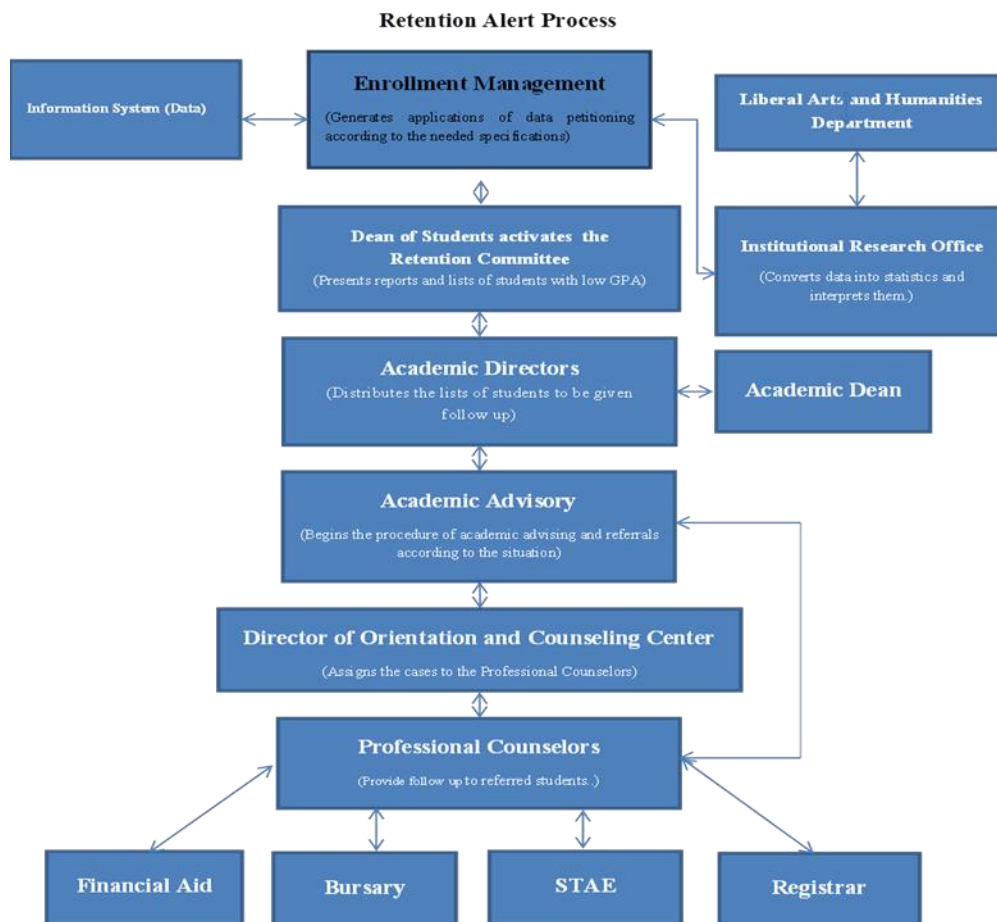 Retention Alert Process
Enrollment Management
(Generates applications of data petitioning
according to the needed specifications)
Information System (Data)
Liberal Arts and Humanities
Department
Dean of Students activates the
Retention Committee
(Presents reports and lists of students with low GPA)
Institutional Research Office
(Converts data into statistics and
interprets them.)
Academic Directors
(Distributes the lists of students to be given
follow up)
Academic Dean
Academic Advisory
(Begins the procedure of academic advising and referrals
according to the situation)
Director of Orientation and Counseling Center
(Assigns the cases to the Professional Counselors)
Professional Counselors
(Provide follow up to referred students..)
Financial Aid
Bursary
STAE
Registrar